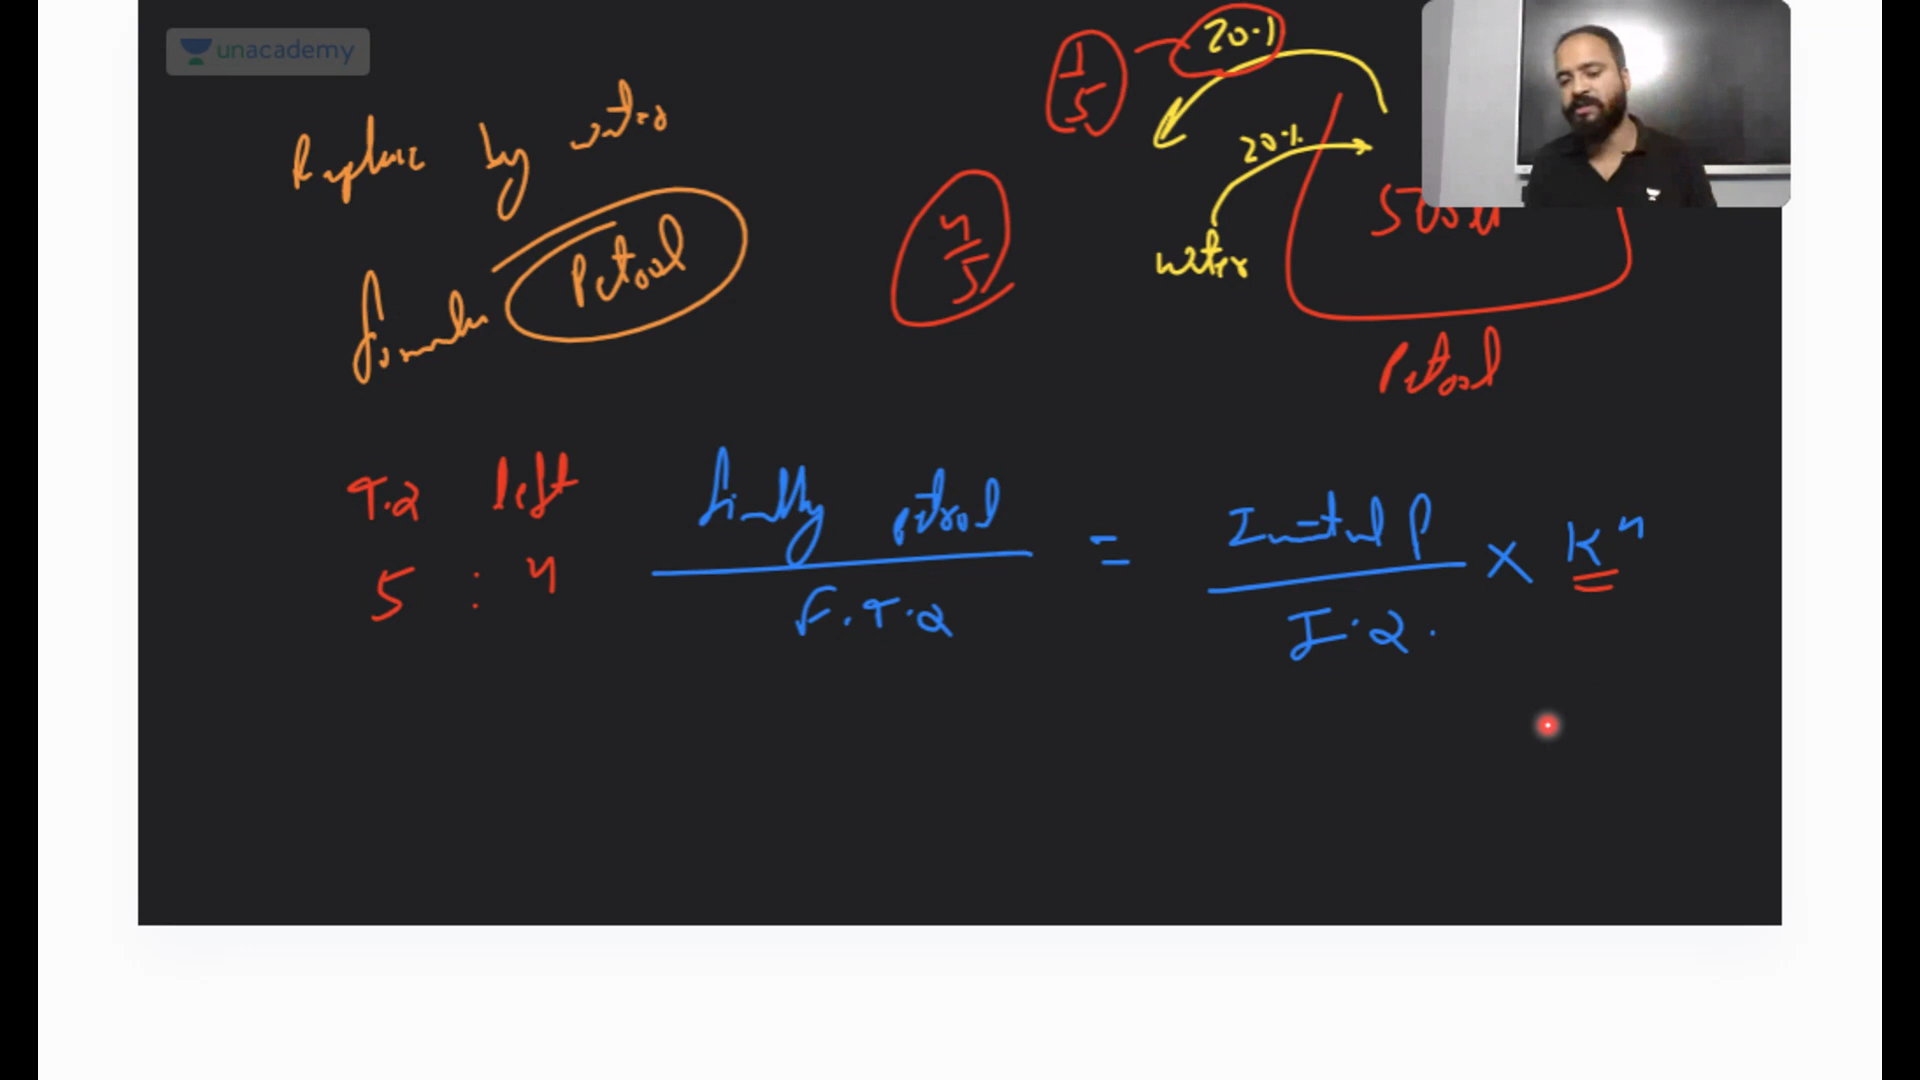 unacademy
Replace by water
formula Petrol
1/5
20%
20%
water
4/5
500
Petrol
T.Q left
5 : 4
finally petrol / F.T.Q = Initial P / I.Q. × Kⁿ